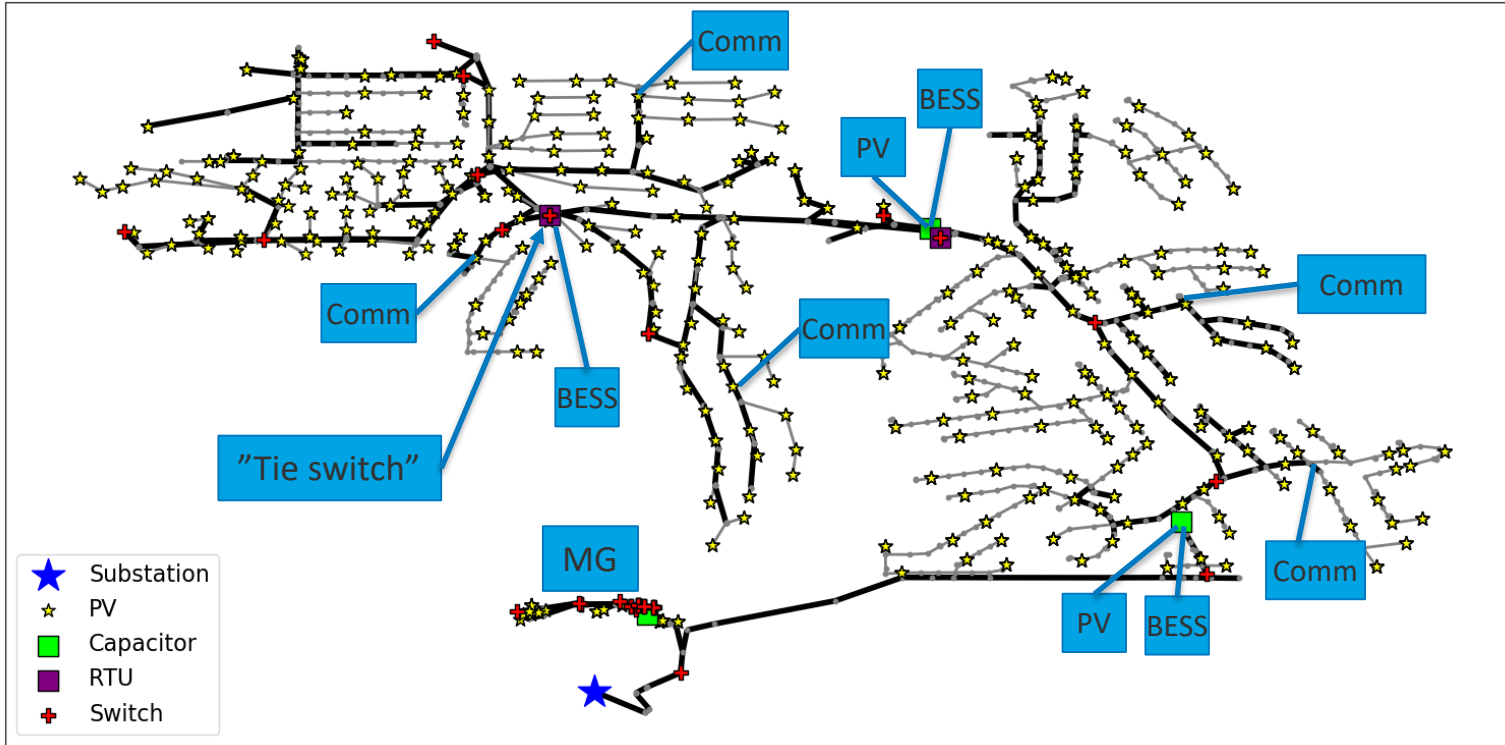 Comm
BESS
PV
Comm
Comm
Comm
BESS
”Tie switch”
MG
Comm
PV
BESS
Substation
PV
Capacitor
RTU
Switch